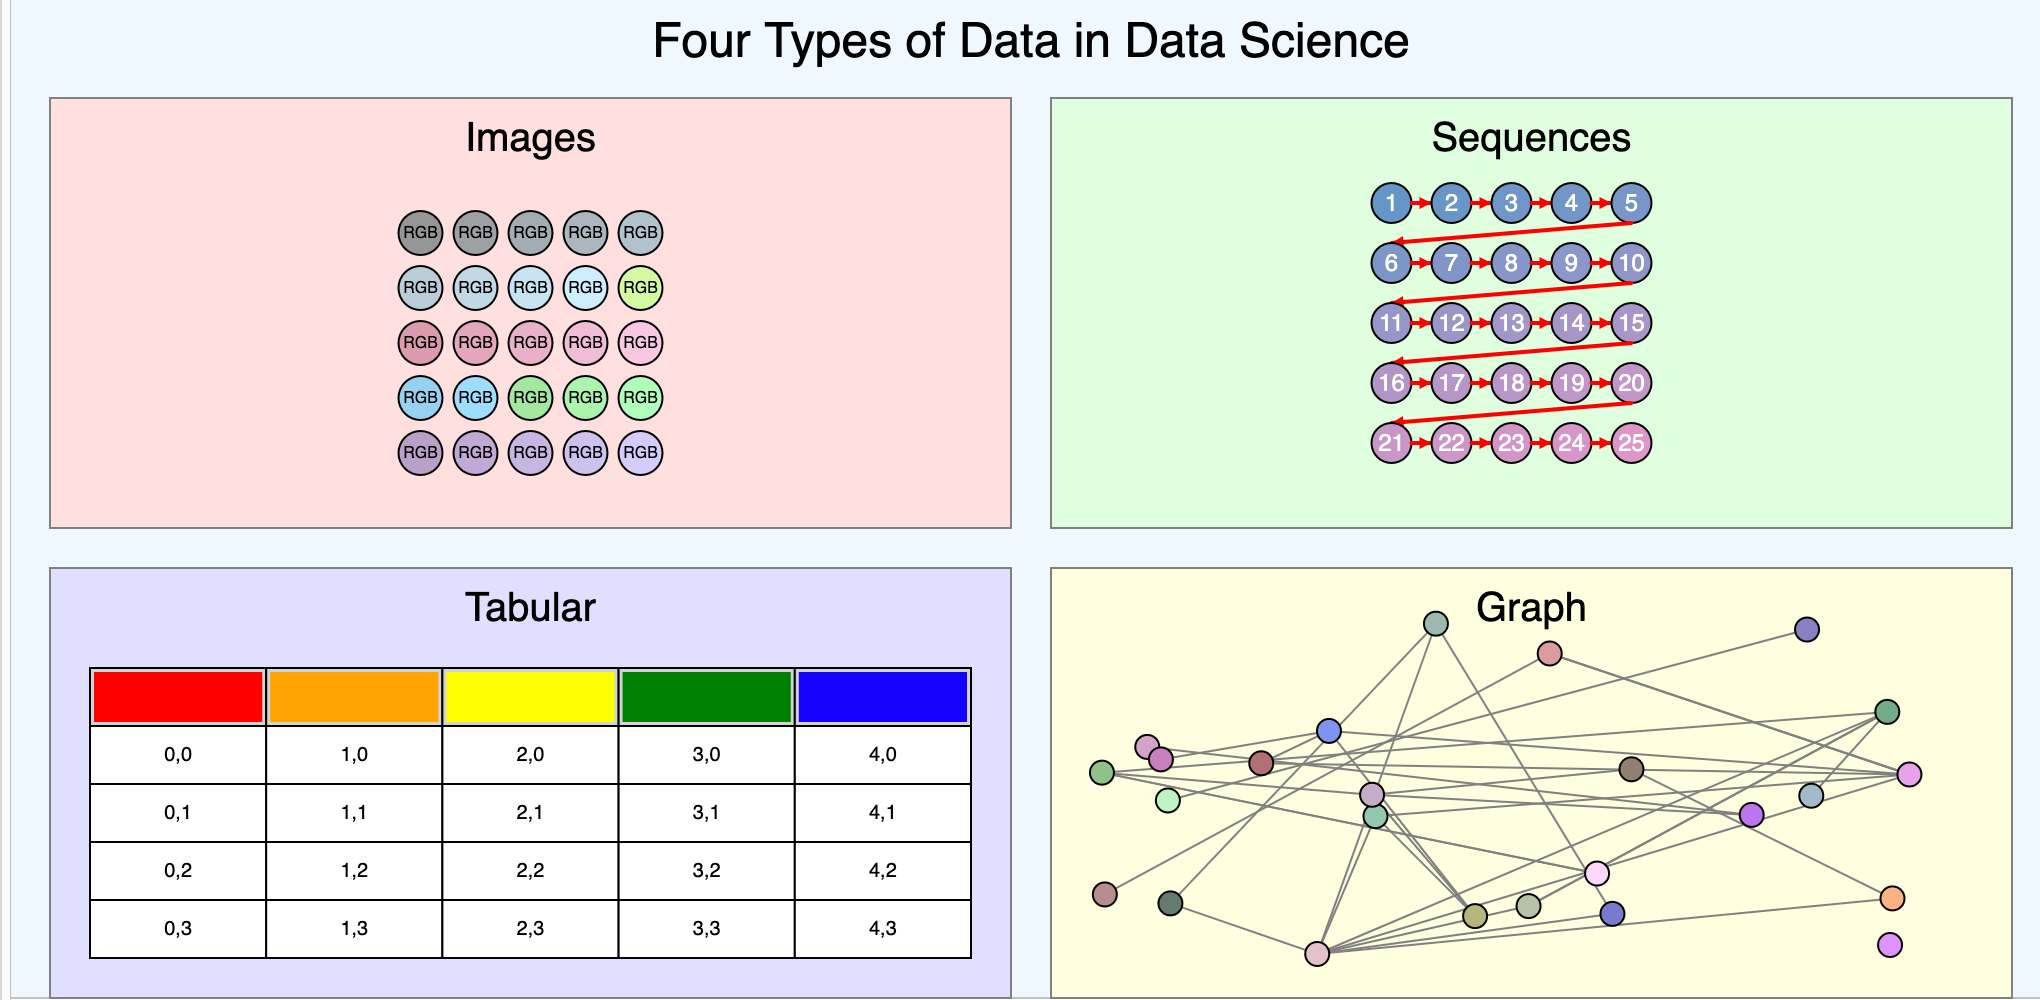 Four Types of Data in Data Science
Images
RGB RGB RGB RGB RGB
RGB RGB RGB RGB RGB
RGB RGB RGB RGB RGB
RGB RGB RGB RGB RGB
RGB RGB RGB RGB RGB
Sequences
1 2 3 4 5
6 7 8 9 10
11 12 13 14 15
16 17 18 19 20
21 22 23 24 25
Tabular
0,0 1,0 2,0 3,0 4,0
0,1 1,1 2,1 3,1 4,1
0,2 1,2 2,2 3,2 4,2
0,3 1,3 2,3 3,3 4,3
Graph